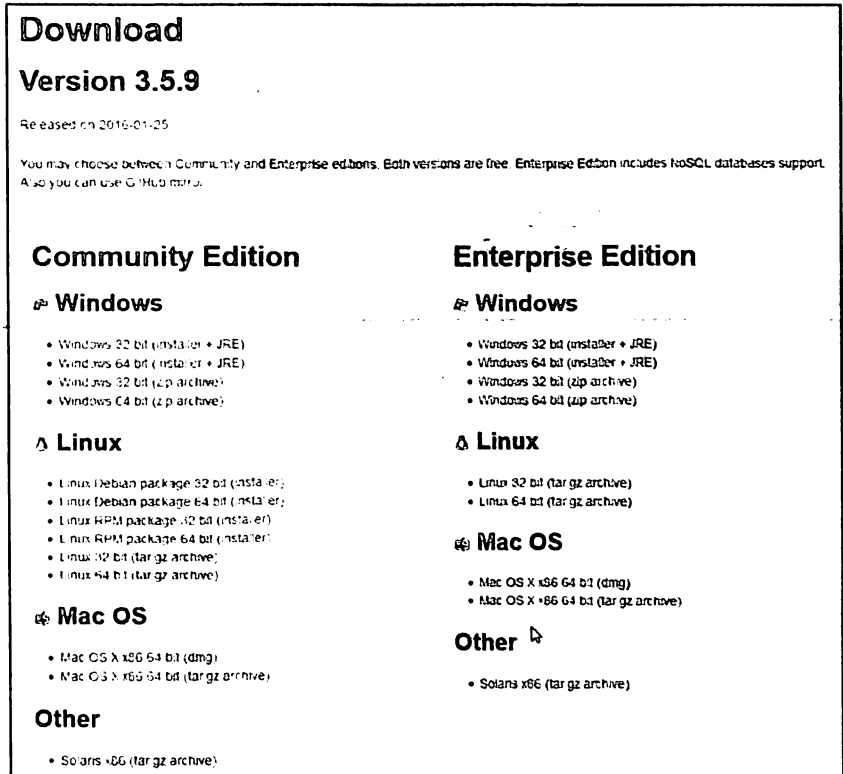 Download
Version 3.5.9
Released on 2016-01-25
You may choose between Community and Enterprise editions. Both versions are free. Enterprise Edition includes NoSQL databases support.
Also you can use GitHub mirror.
Community Edition
Windows
• Windows 32 bit (installer + JRE)
• Windows 64 bit (installer + JRE)
• Windows 32 bit (zip archive)
• Windows 64 bit (zip archive)
Linux
• Linux Debian package 32 bit (installer)
• Linux Debian package 64 bit (installer)
• Linux RPM package 32 bit (installer)
• Linux RPM package 64 bit (installer)
• Linux 32 bit (tar gz archive)
• Linux 64 bit (tar gz archive)
Mac OS
• Mac OS X x86 64 bit (dmg)
• Mac OS X x86 64 bit (tar gz archive)
Other
• Solaris x86 (tar gz archive)
Enterprise Edition
Windows
• Windows 32 bit (installer + JRE)
• Windows 64 bit (installer + JRE)
• Windows 32 bit (zip archive)
• Windows 64 bit (zip archive)
Linux
• Linux 32 bit (tar gz archive)
• Linux 64 bit (tar gz archive)
Mac OS
• Mac OS X x86 64 bit (dmg)
• Mac OS X x86 64 bit (tar gz archive)
Other
• Solaris x86 (tar gz archive)